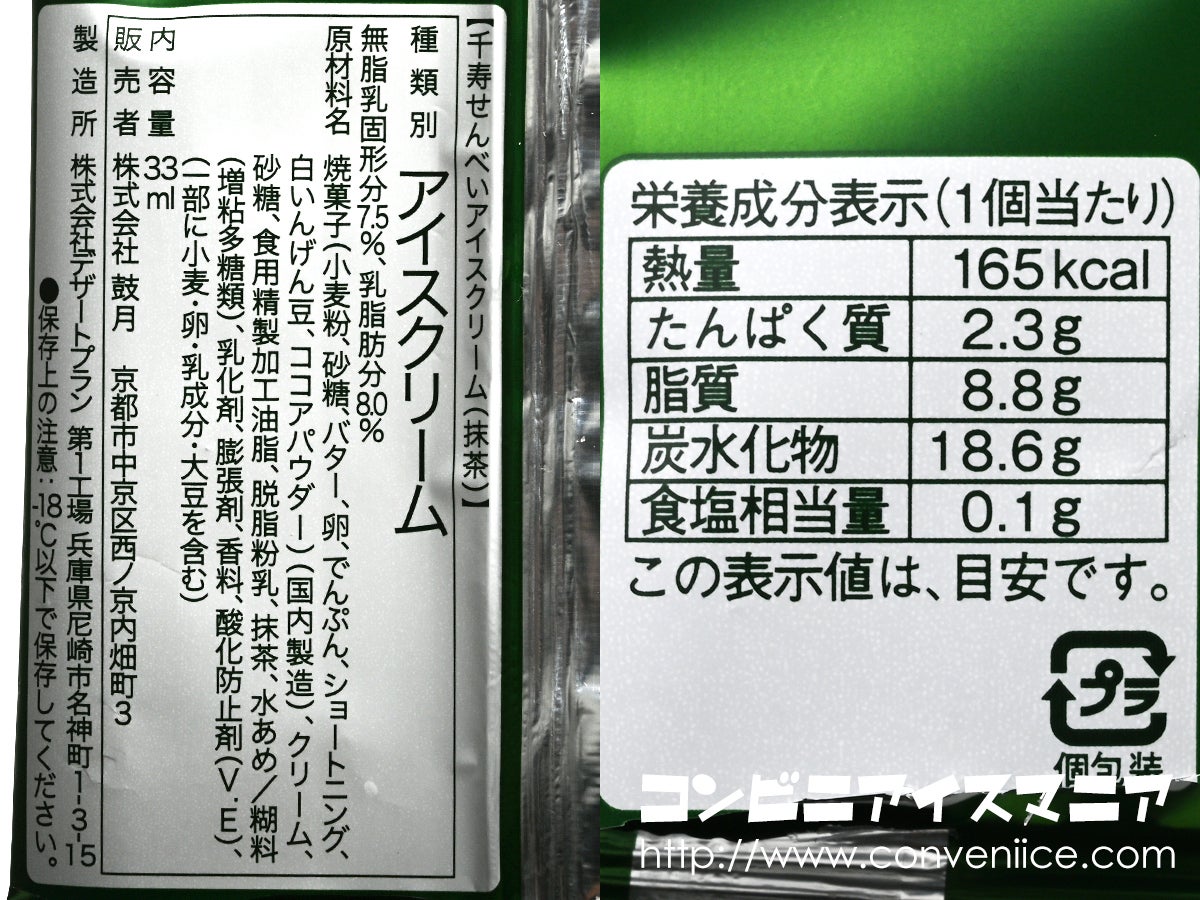 【千寿せんべいアイスクリーム(抹茶)】
種類別 アイスクリーム
無脂乳固形分7.5%、乳脂肪分8.0%
原材料名 焼菓子(小麦粉、砂糖、バター、卵、でんぷん、ショートニング、
白いんげん豆、ココアパウダー)(国内製造)、クリーム、
砂糖、食用精製加工油脂、脱脂粉乳、抹茶、水あめ/糊料
(増粘多糖類)、乳化剤、膨張剤、香料、酸化防止剤(V.E)、
(一部に小麦・卵・乳成分・大豆を含む)
内容量 33ml
販売者 株式会社 鼓月 京都市中京区西ノ京内畑町3
製造所 株式会社デザートプラン 第1工場 兵庫県尼崎市名神町1-3-15
●保存上の注意:-18℃以下で保存してください。
栄養成分表示(1個当たり)
熱量 165kcal
たんぱく質 2.3g
脂質 8.8g
炭水化物 18.6g
食塩相当量 0.1g
この表示値は、目安です。
プラ
個包装
コンビニアイスマニア
http://www.conveniice.com